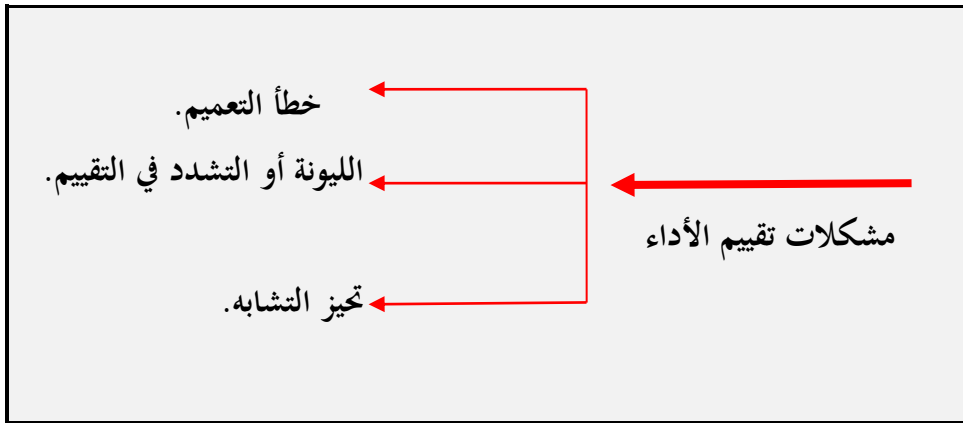 مشكلات تقييم الأداء
خطأ التعميم.
الليونة أو التشدد في التقييم.
تحيز التشابه.